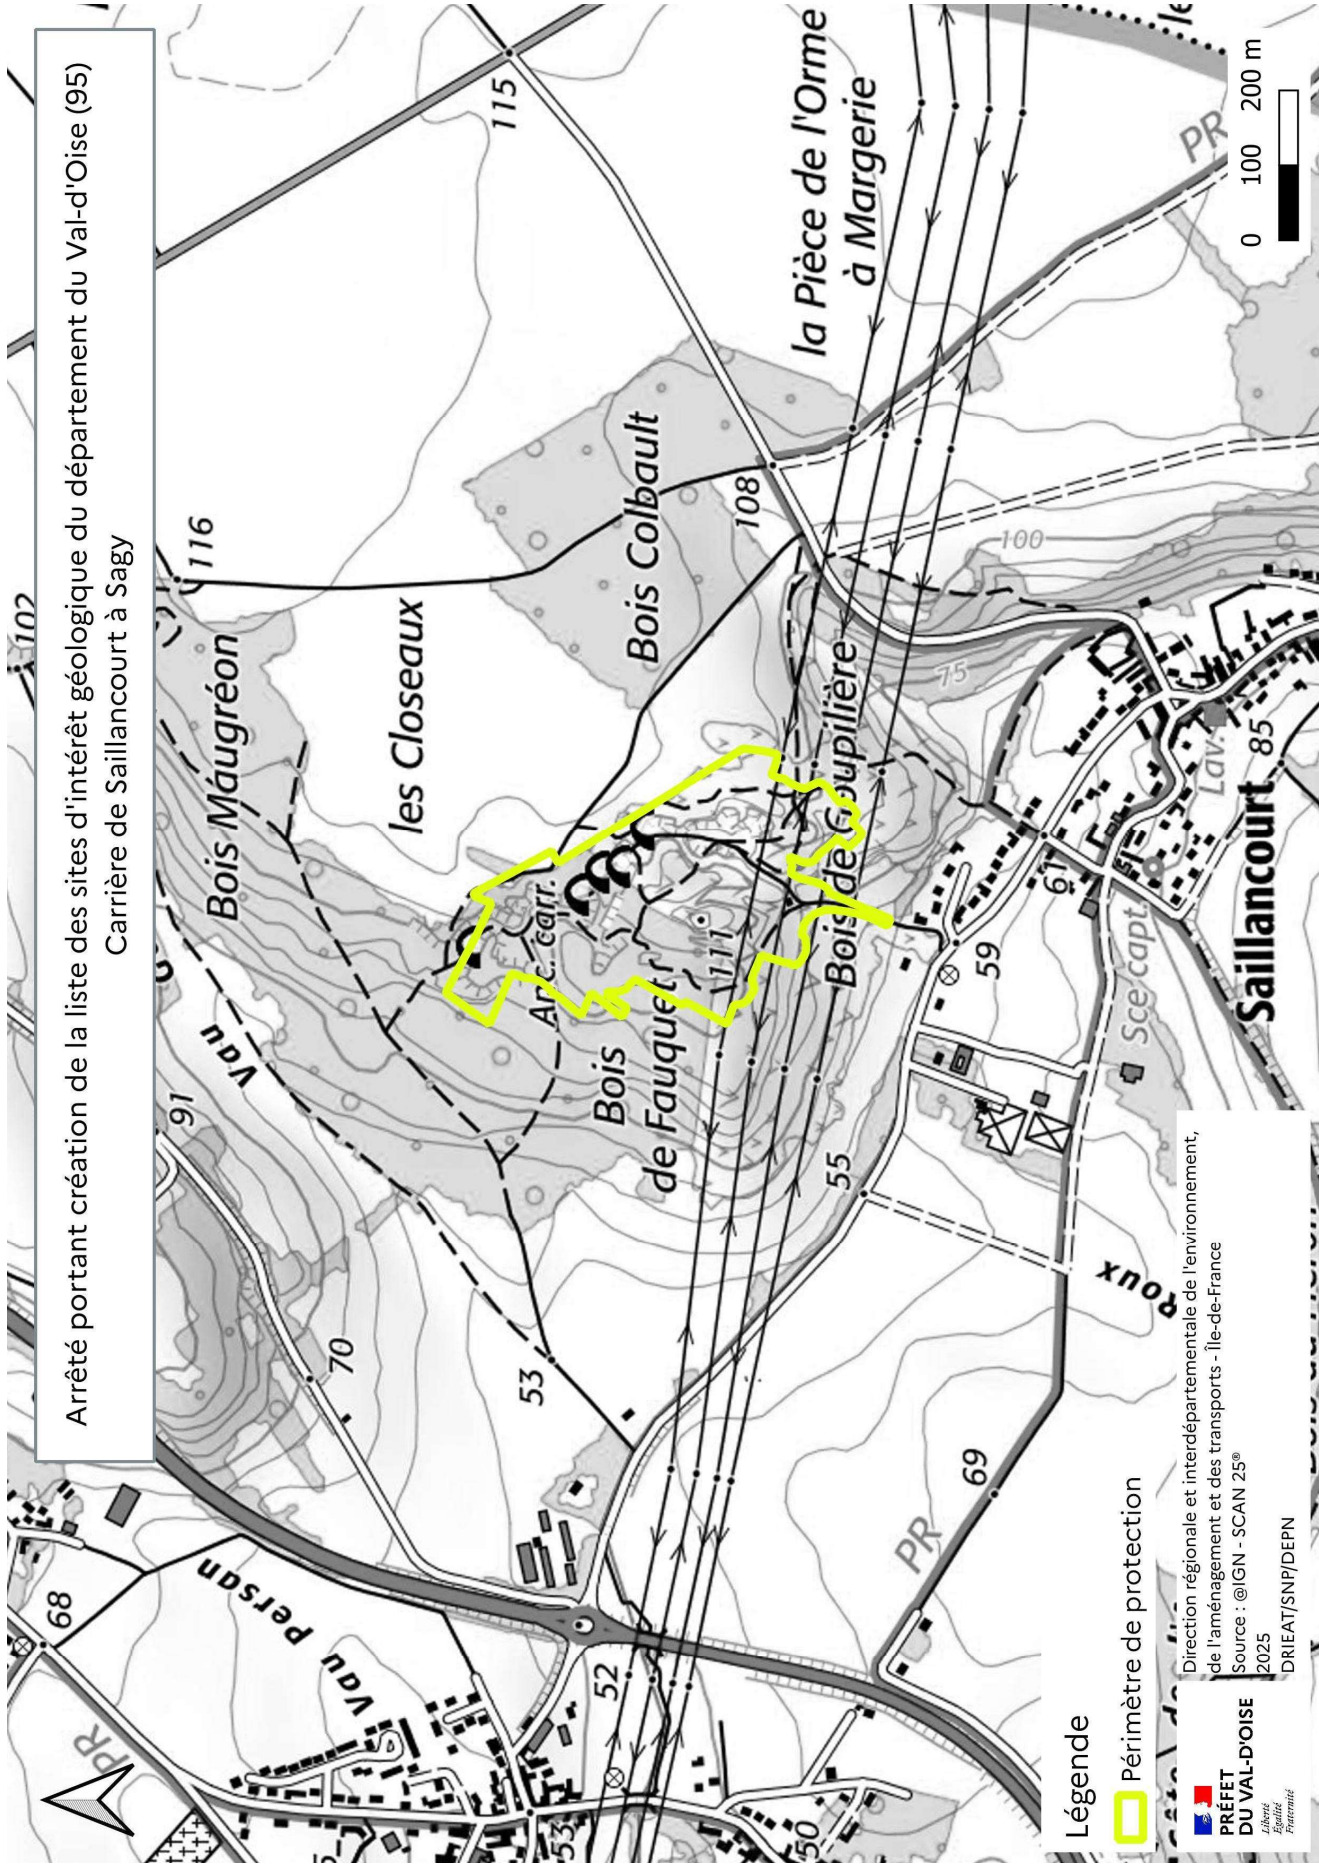 Arrêté portant création de la liste des sites d'intérêt géologique du département du Val-d'Oise (95)
Carrière de Saillancourt à Sagy
102
116
115
91
68
70
PR
Vau
Vau Persan
Bois Maugréon
les Closeaux
Bois Colbault
108
la Pièce de l'Orme
à Margerie
Anc. carr.
Bois
de Fauquet
111
Bois de Goupilière
53
52
55
59
61
100
75
85
Lav.
Sce capt.
Saillancourt
Roux
69
PR
PR
53
50
0 100 200 m
Légende
Périmètre de protection
PRÉFET
DU VAL-D'OISE
Liberté
Égalité
Fraternité
Direction régionale et interdépartementale de l'environnement,
de l'aménagement et des transports - Île-de-France
Source : @IGN - SCAN 25®
2025
DRIEAT/SNP/DEPN